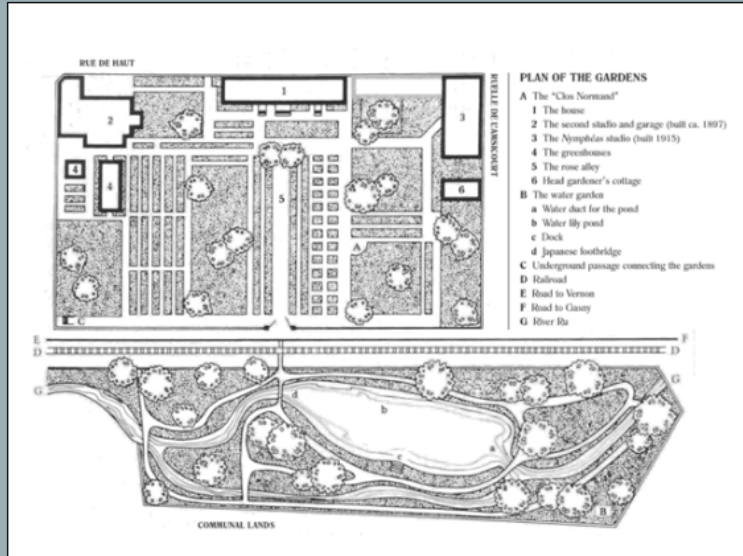 RUE DE HAUT
1
2
3
RUELLE DE L'AMSICOURT
4
4
5
6
A
C
E
F
D
D
G
G
d
b
a
c
B
COMMUNAL LANDS
PLAN OF THE GARDENS
A The "Clos Normand"
1 The house
2 The second studio and garage (built ca. 1897)
3 The Nymphéas studio (built 1915)
4 The greenhouses
5 The rose alley
6 Head gardener's cottage
B The water garden
a Water duct for the pond
b Water lily pond
c Dock
d Japanese footbridge
C Underground passage connecting the gardens
D Railroad
E Road to Vernon
F Road to Gasny
G River Ru